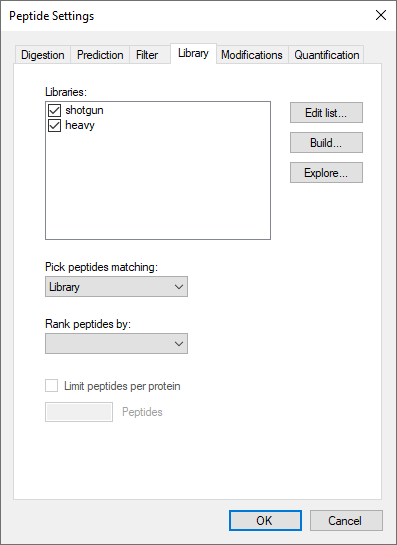 Peptide Settings
Digestion Prediction Filter Library Modifications Quantification
Libraries:
shotgun
heavy
Edit list...
Build...
Explore...
Pick peptides matching:
Library
Rank peptides by:
Limit peptides per protein
Peptides
OK Cancel